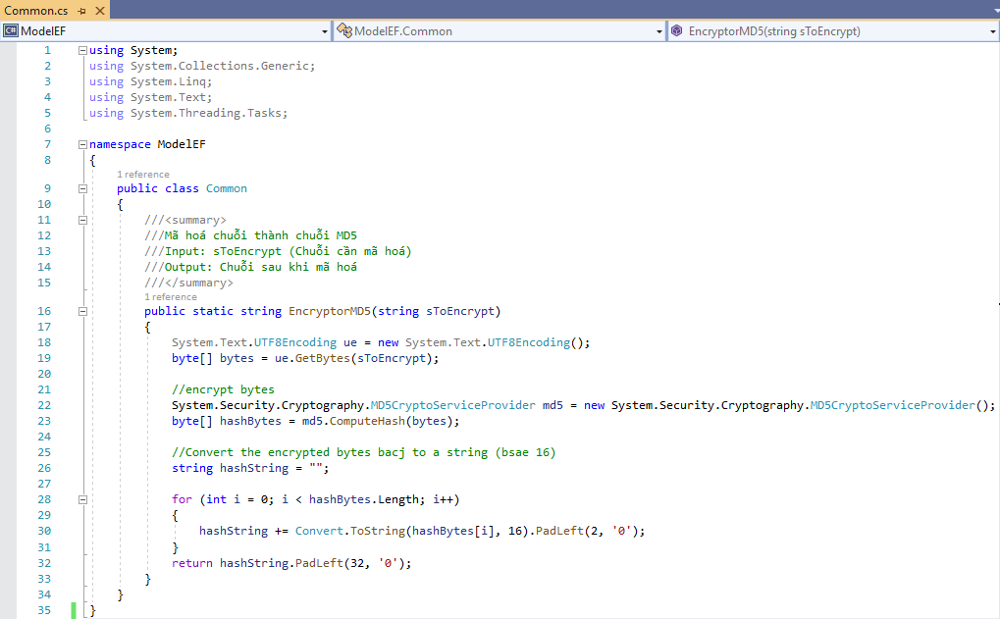 Common.cs
C# ModelEF ModelEF.Common EncryptorMD5(string sToEncrypt)
1 using System;
2 using System.Collections.Generic;
3 using System.Linq;
4 using System.Text;
5 using System.Threading.Tasks;
6
7 namespace ModelEF
8 {
1 reference
9 public class Common
10 {
11 ///<summary>
12 ///Mã hoá chuỗi thành chuỗi MD5
13 ///Input: sToEncrypt (Chuỗi cần mã hoá)
14 ///Output: Chuỗi sau khi mã hoá
15 ///</summary>
1 reference
16 public static string EncryptorMD5(string sToEncrypt)
17 {
18 System.Text.UTF8Encoding ue = new System.Text.UTF8Encoding();
19 byte[] bytes = ue.GetBytes(sToEncrypt);
20
21 //encrypt bytes
22 System.Security.Cryptography.MD5CryptoServiceProvider md5 = new System.Security.Cryptography.MD5CryptoServiceProvider();
23 byte[] hashBytes = md5.ComputeHash(bytes);
24
25 //Convert the encrypted bytes bacj to a string (bsae 16)
26 string hashString = "";
27
28 for (int i = 0; i < hashBytes.Length; i++)
29 {
30 hashString += Convert.ToString(hashBytes[i], 16).PadLeft(2, '0');
31 }
32 return hashString.PadLeft(32, '0');
33 }
34 }
35 }